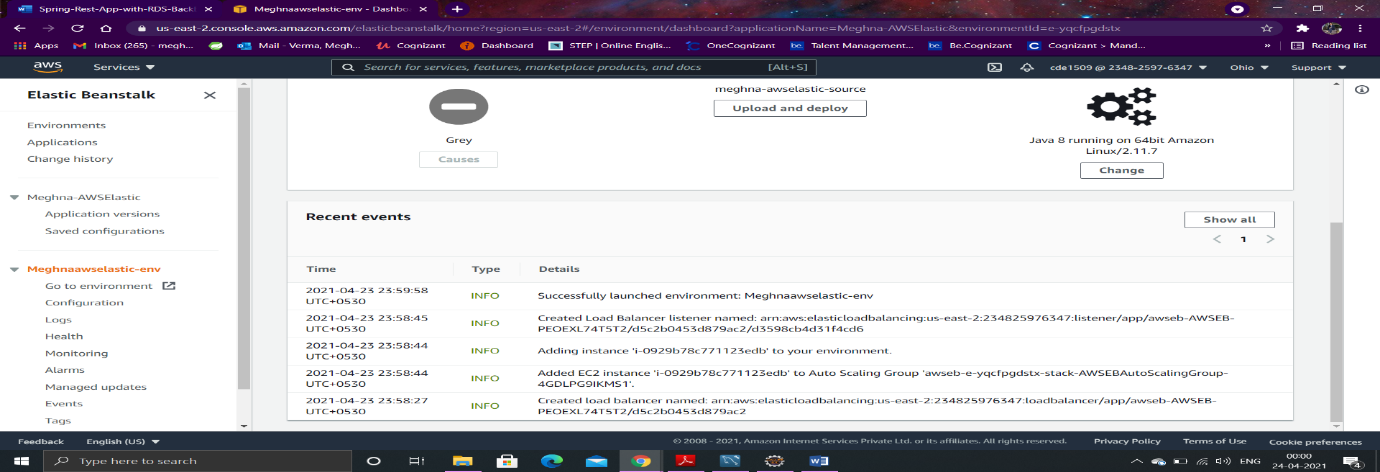 Spring-Rest-App-with-RDS-Back
Meghnaawselastic-env - Dashbo
us-east-2.console.aws.amazon.com/elasticbeanstalk/home?region=us-east-2#/environment/dashboard?applicationName=Meghna-AWSElastic&environmentId=e-yqcfpgdstx
Apps
Inbox (265) - megh...
Mail - Verma, Megh...
Cognizant
Dashboard
STEP | Online Englis...
OneCognizant
Talent Management...
Be.Cognizant
Cognizant > Mand...
»
Reading list
aws
Services
Search for services, features, marketplace products, and docs
[Alt+S]
cde1509 @ 2348-2597-6347
Ohio
Support
Elastic Beanstalk
Environments
Applications
Change history
Meghna-AWSElastic
Application versions
Saved configurations
Meghnaawselastic-env
Go to environment
Configuration
Logs
Health
Monitoring
Alarms
Managed updates
Events
Tags
Grey
Causes
meghna-awselastic-source
Upload and deploy
Java 8 running on 64bit Amazon
Linux/2.11.7
Change
Recent events
Show all
< 1 >
Time
Type
Details
2021-04-23 23:59:58
UTC+0530
INFO
Successfully launched environment: Meghnaawselastic-env
2021-04-23 23:58:45
UTC+0530
INFO
Created Load Balancer listener named: arn:aws:elasticloadbalancing:us-east-2:234825976347:listener/app/awseb-AWSEB-
PEOEXL74T5T2/d5c2b0453d879ac2/d3598cb4d31f4cd6
2021-04-23 23:58:44
UTC+0530
INFO
Adding instance 'i-0929b78c771123edb' to your environment.
2021-04-23 23:58:44
UTC+0530
INFO
Added EC2 instance 'i-0929b78c771123edb' to Auto Scaling Group 'awseb-e-yqcfpgdstx-stack-AWSEBAutoScalingGroup-
4GDLPG9IKMS1'.
2021-04-23 23:58:27
UTC+0530
INFO
Created load balancer named: arn:aws:elasticloadbalancing:us-east-2:234825976347:loadbalancer/app/awseb-AWSEB-
PEOEXL74T5T2/d5c2b0453d879ac2
Feedback
English (US)
© 2008 - 2021, Amazon Internet Services Private Ltd. or its affiliates. All rights reserved.
Privacy Policy
Terms of Use
Cookie preferences
Type here to search
ENG
00:00
24-04-2021
4